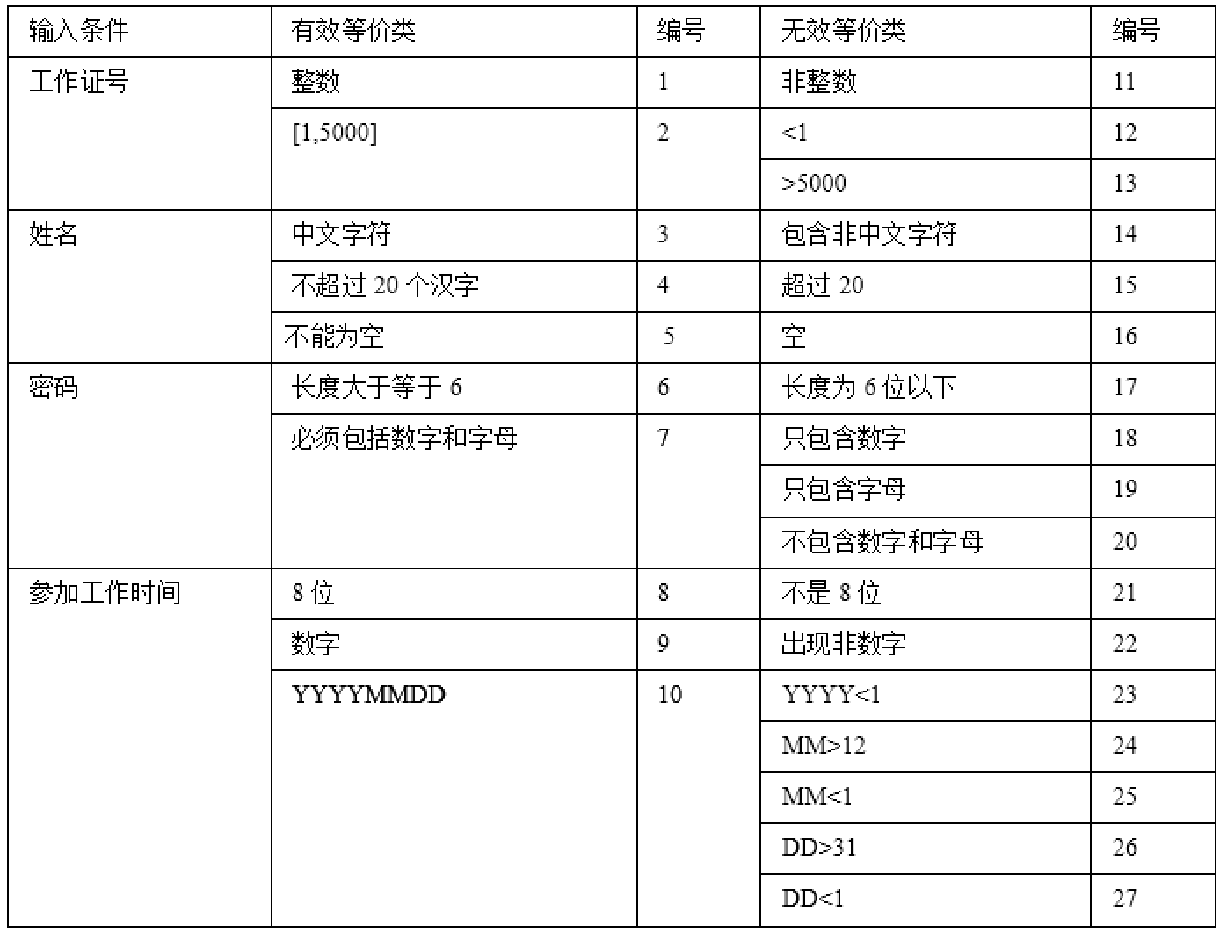 输入条件 有效等价类 编号 无效等价类 编号
工作证号 整数 1 非整数 11
[1,5000] 2 <1 12
>5000 13
姓名 中文字符 3 包含非中文字符 14
不超过 20 个汉字 4 超过 20 15
不能为空 5 空 16
密码 长度大于等于 6 6 长度为 6 位以下 17
必须包括数字和字母 7 只包含数字 18
只包含字母 19
不包含数字和字母 20
参加工作时间 8 位 8 不是 8 位 21
数字 9 出现非数字 22
YYYYMMDD 10 YYYY<1 23
MM>12 24
MM<1 25
DD>31 26
DD<1 27